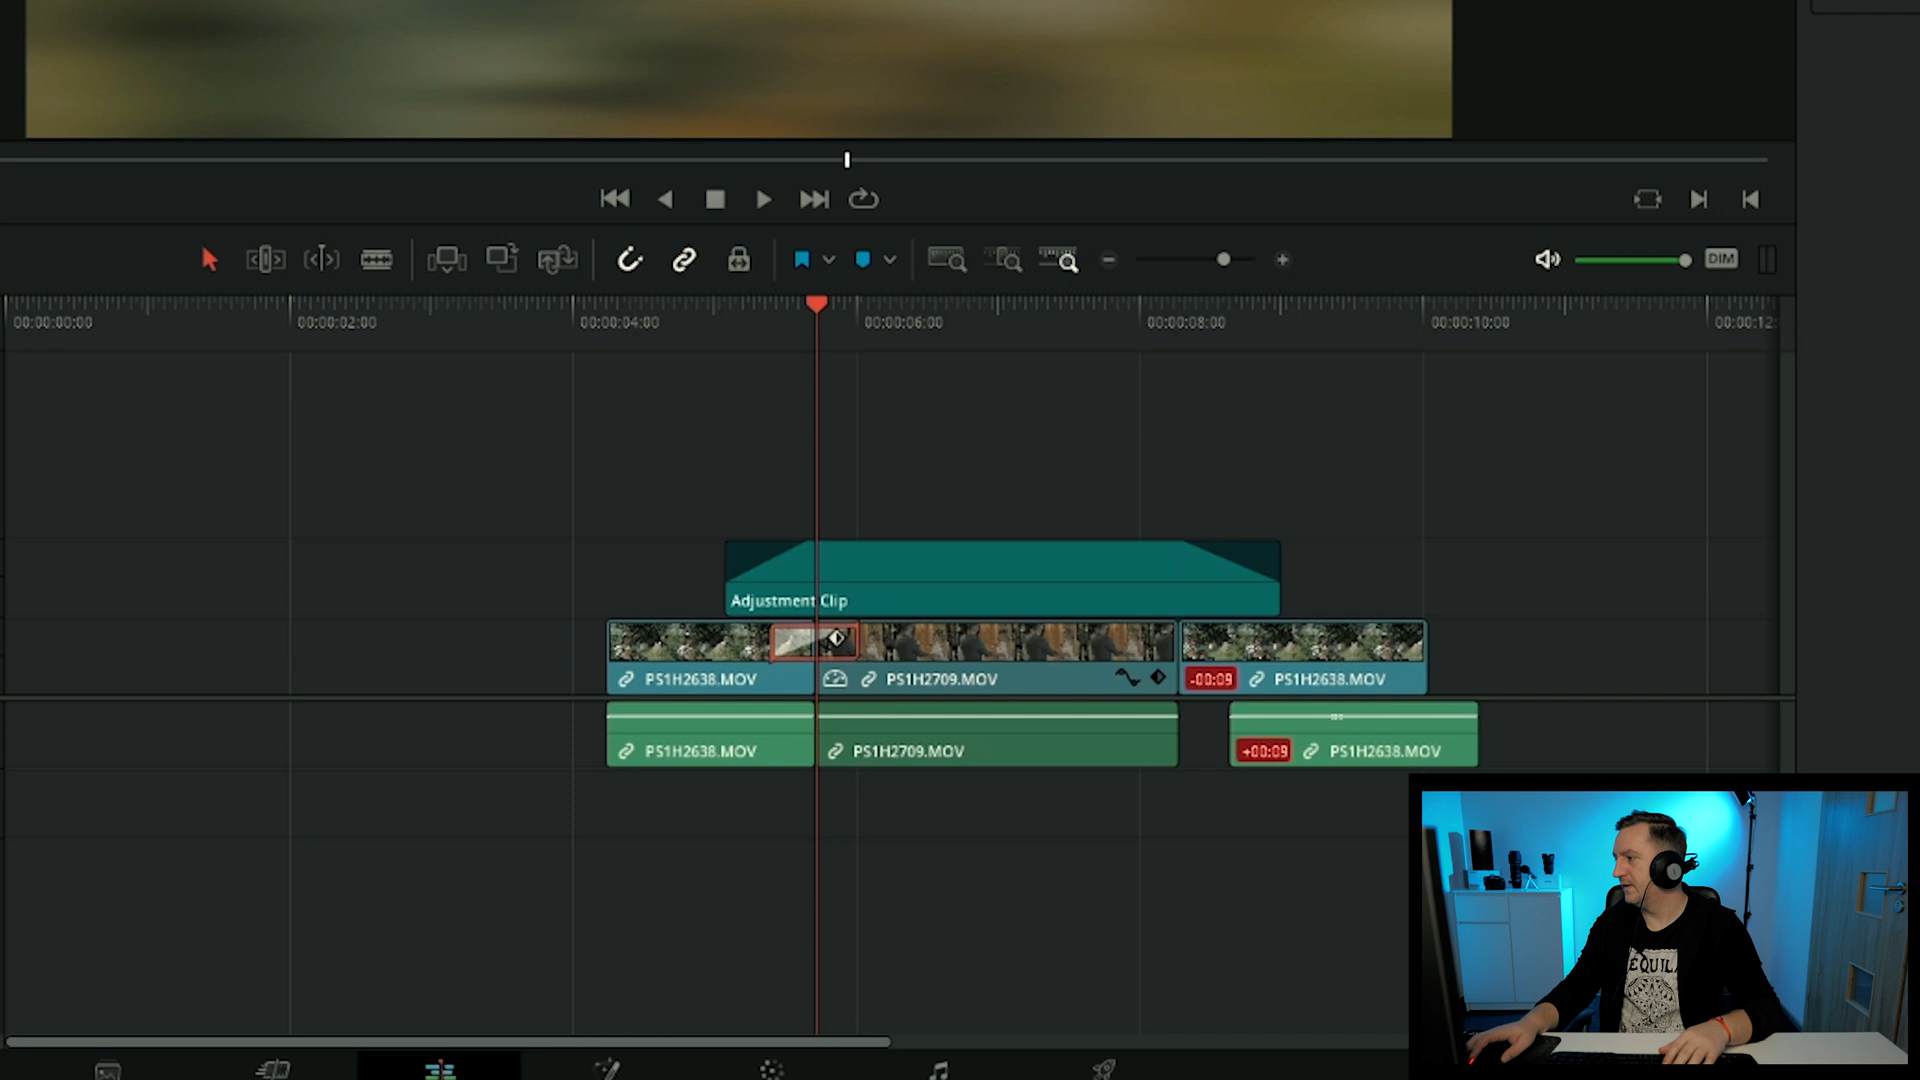 DIM
00:00:00:00
00:00:02:00
00:00:04:00
00:00:06:00
00:00:08:00
00:00:10:00
00:00:12:
Adjustment Clip
PS1H2638.MOV
PS1H2709.MOV
-00:09
PS1H2638.MOV
PS1H2638.MOV
PS1H2709.MOV
+00:09
PS1H2638.MOV
EQUIL